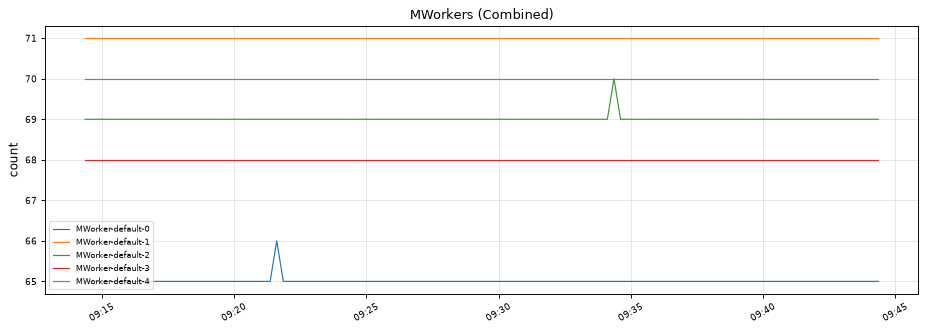 MWorkers (Combined)
count
71
70
69
68
67
66
65
MWorker-default-0
MWorker-default-1
MWorker-default-2
MWorker-default-3
MWorker-default-4
09:15
09:20
09:25
09:30
09:35
09:40
09:45